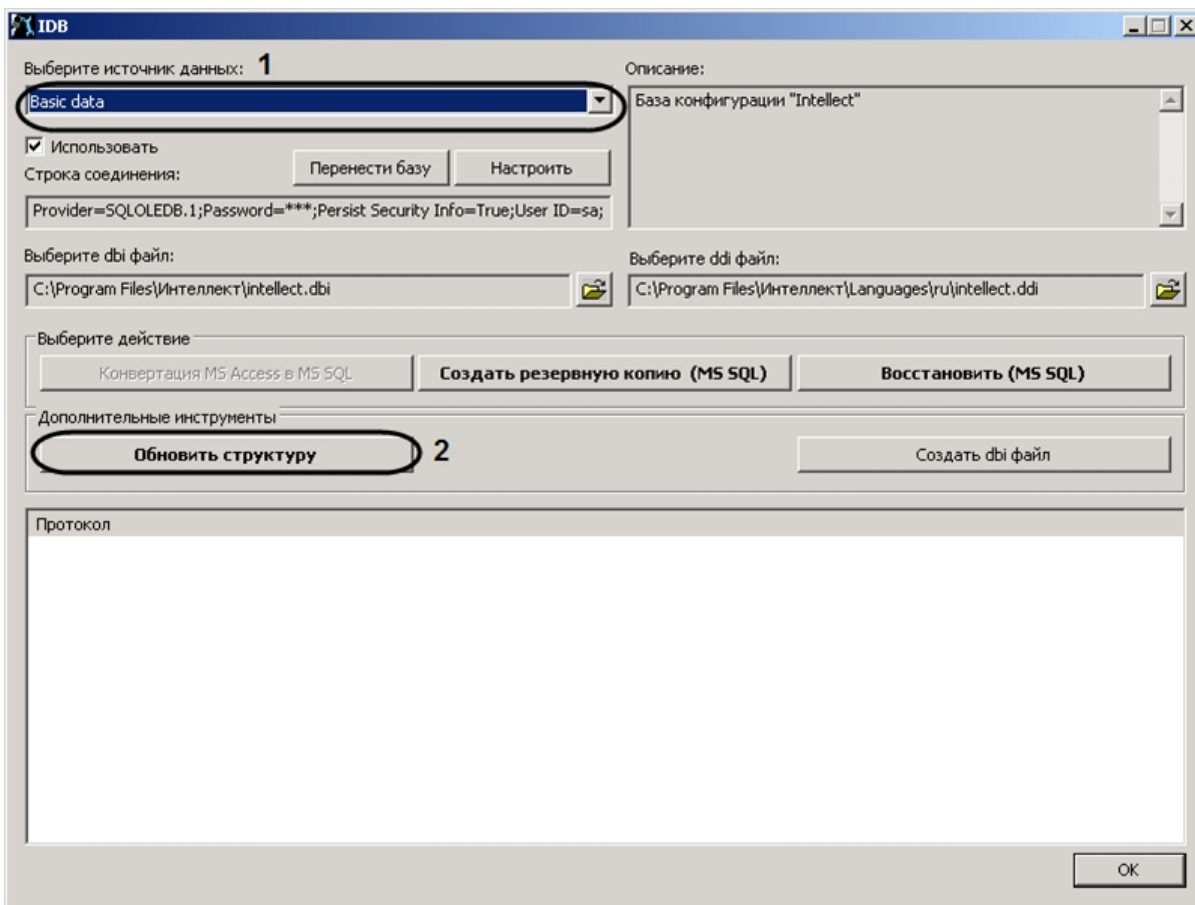 IDB
Выберите источник данных: 1
Описание:
Basic data
База конфигурации "Intellect"
Использовать
Строка соединения:
Перенести базу
Настроить
Provider=SQLOLEDB.1;Password=***;Persist Security Info=True;User ID=sa;
Выберите dbi файл:
Выберите ddi файл:
C:\Program Files\Интеллект\intellect.dbi
C:\Program Files\Интеллект\Languages\ru\intellect.ddi
Выберите действие
Конвертация MS Access в MS SQL
Создать резервную копию (MS SQL)
Восстановить (MS SQL)
Дополнительные инструменты
Обновить структуру 2
Создать dbi файл
Протокол
OK